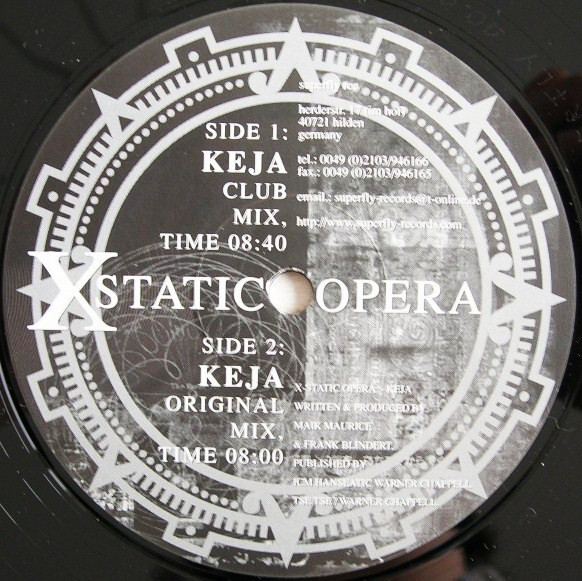 superfly rec
herderstr. 17 im hof/
40721 hilden
germany
tel.: 0049 (0)2103/946166
fax.: 0049 (0)2103/946165
email.: superfly-records@t-online.de
http://www.superfly-records.com
SIDE 1:
KEJA
CLUB
MIX,
TIME 08:40
XSTATIC OPERA
SIDE 2:
KEJA
ORIGINAL
MIX,
TIME 08:00
X-STATIC OPERA - KEJA
WRITTEN & PRODUCED BY
MAIK MAURICE
& FRANK BLINDERT.
PUBLISHED BY
ICM HANSEATIC WARNER CHAPPELL
TSE TSE / WARNER CHAPPELL